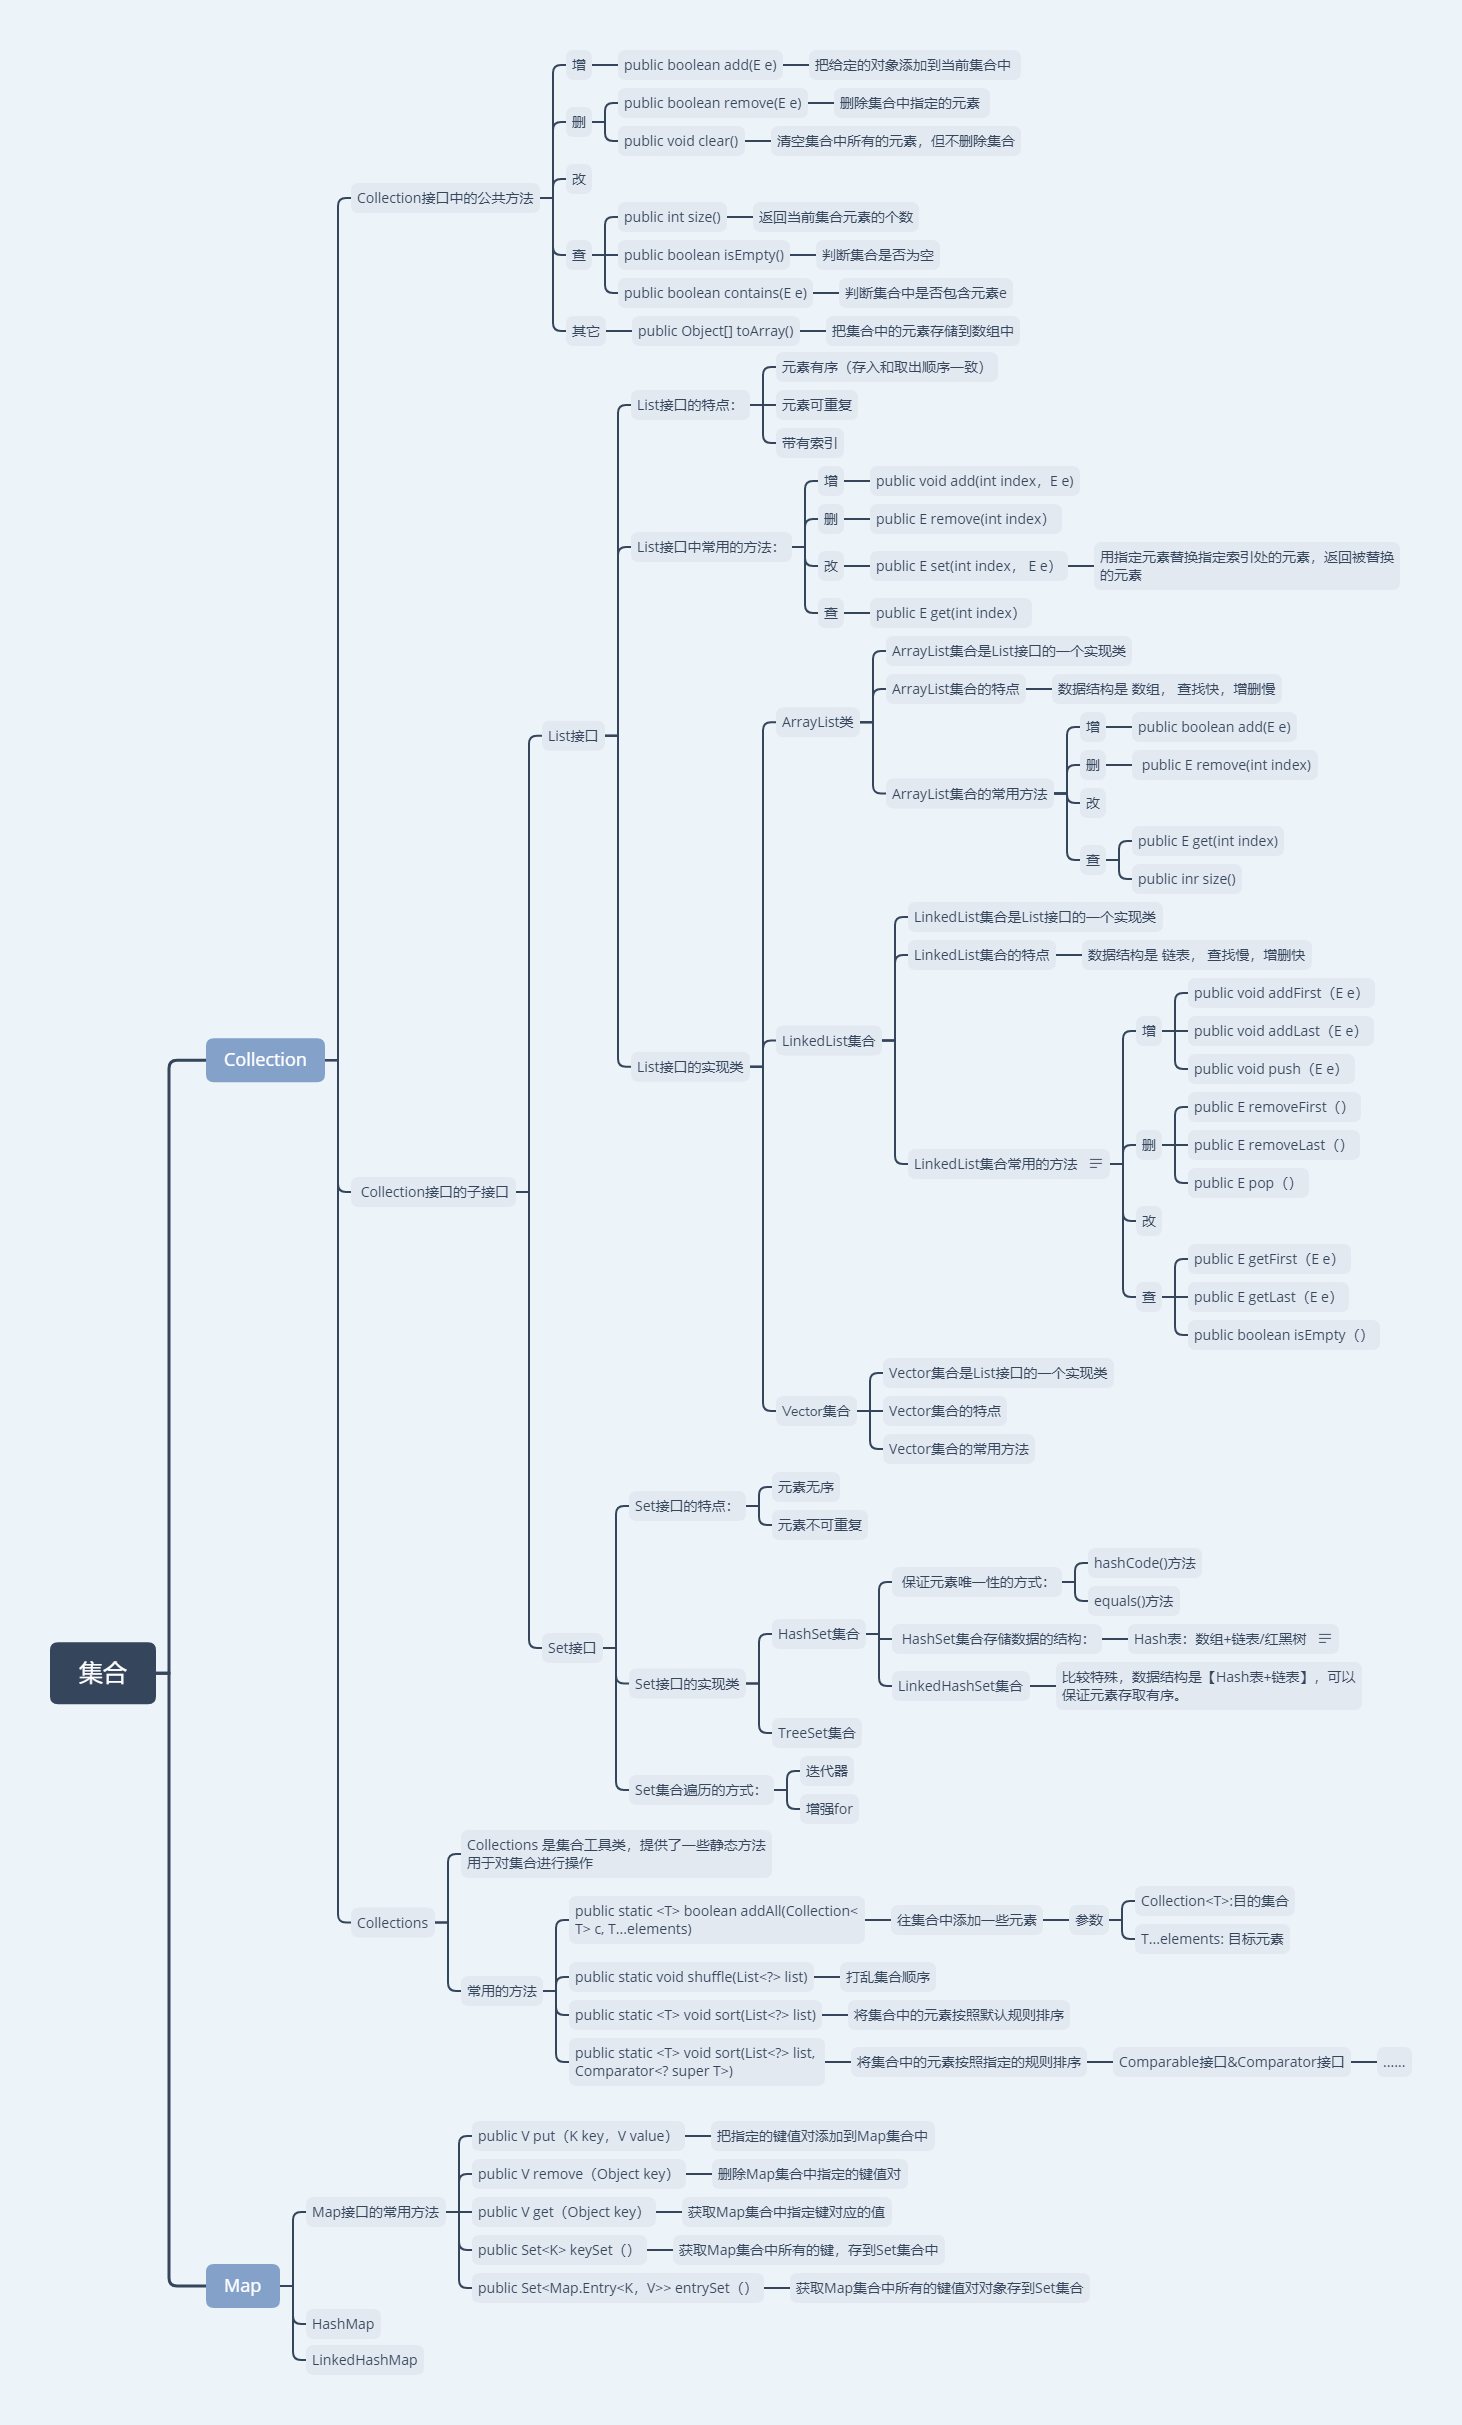 集合
Collection
Collection接口中的公共方法
增
public boolean add(E e)
把给定的对象添加到当前集合中
删
public boolean remove(E e)
删除集合中指定的元素
public void clear()
清空集合中所有的元素，但不删除集合
改
查
public int size()
返回当前集合元素的个数
public boolean isEmpty()
判断集合是否为空
public boolean contains(E e)
判断集合中是否包含元素e
其它
public Object[] toArray()
把集合中的元素存储到数组中
Collection接口的子接口
List接口
List接口的特点：
元素有序（存入和取出顺序一致）
元素可重复
带有索引
List接口中常用的方法：
增
public void add(int index，E e)
删
public E remove(int index）
改
public E set(int index， E e）
用指定元素替换指定索引处的元素，返回被替换
的元素
查
public E get(int index）
List接口的实现类
ArrayList类
ArrayList集合是List接口的一个实现类
ArrayList集合的特点
数据结构是 数组， 查找快，增删慢
ArrayList集合的常用方法
增
public boolean add(E e)
删
public E remove(int index)
改
查
public E get(int index)
public inr size()
LinkedList集合
LinkedList集合是List接口的一个实现类
LinkedList集合的特点
数据结构是 链表， 查找慢，增删快
LinkedList集合常用的方法
增
public void addFirst（E e）
public void addLast（E e）
public void push（E e）
删
public E removeFirst（）
public E removeLast（）
public E pop（）
改
查
public E getFirst（E e）
public E getLast（E e）
public boolean isEmpty（）
Vector集合
Vector集合是List接口的一个实现类
Vector集合的特点
Vector集合的常用方法
Set接口
Set接口的特点：
元素无序
元素不可重复
Set接口的实现类
HashSet集合
保证元素唯一性的方式：
hashCode()方法
equals()方法
HashSet集合存储数据的结构：
Hash表：数组+链表/红黑树
LinkedHashSet集合
比较特殊，数据结构是【Hash表+链表】，可以
保证元素存取有序。
TreeSet集合
Set集合遍历的方式：
迭代器
增强for
Collections
Collections 是集合工具类，提供了一些静态方法
用于对集合进行操作
常用的方法
public static <T> boolean addAll(Collection<
T> c, T...elements)
往集合中添加一些元素
参数
Collection<T>:目的集合
T...elements: 目标元素
public static void shuffle(List<?> list)
打乱集合顺序
public static <T> void sort(List<?> list)
将集合中的元素按照默认规则排序
public static <T> void sort(List<?> list,
Comparator<? super T>)
将集合中的元素按照指定的规则排序
Comparable接口&Comparator接口
......
Map
Map接口的常用方法
public V put（K key，V value）
把指定的键值对添加到Map集合中
public V remove（Object key）
删除Map集合中指定的键值对
public V get（Object key）
获取Map集合中指定键对应的值
public Set<K> keySet（）
获取Map集合中所有的键，存到Set集合中
public Set<Map.Entry<K，V>> entrySet（）
获取Map集合中所有的键值对对象存到Set集合
HashMap
LinkedHashMap